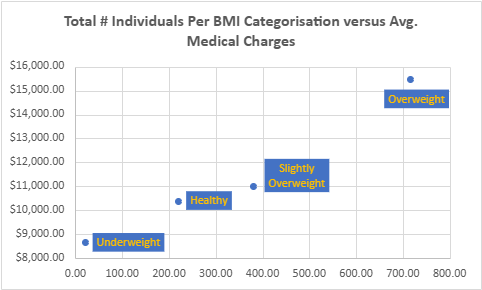 Total # Individuals Per BMI Categorisation versus Avg.
Medical Charges
$16,000.00
$15,000.00
$14,000.00
$13,000.00
$12,000.00
$11,000.00
$10,000.00
$9,000.00
$8,000.00
Overweight
Slightly
Overweight
Healthy
Underweight
0.00 100.00 200.00 300.00 400.00 500.00 600.00 700.00 800.00